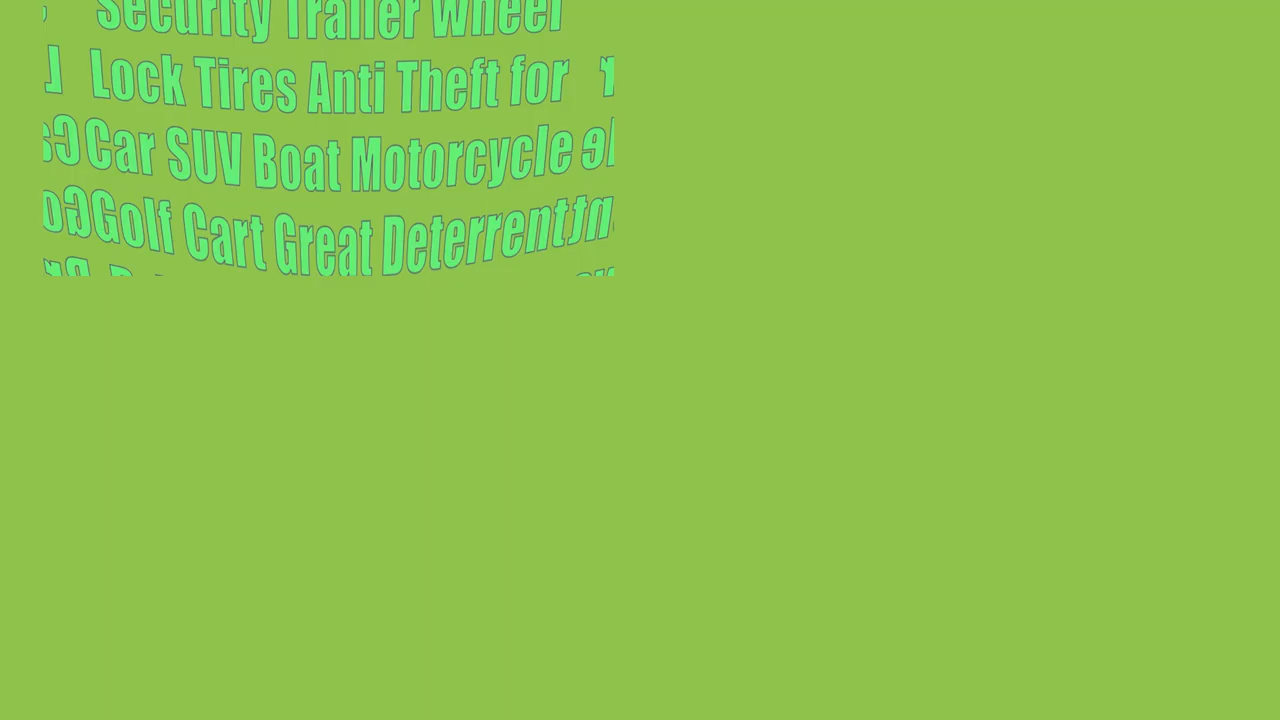 Security Trailer Wheel
Lock Tires Anti Theft for
Car SUV Boat Motorcycle
Golf Cart Great Deterrent